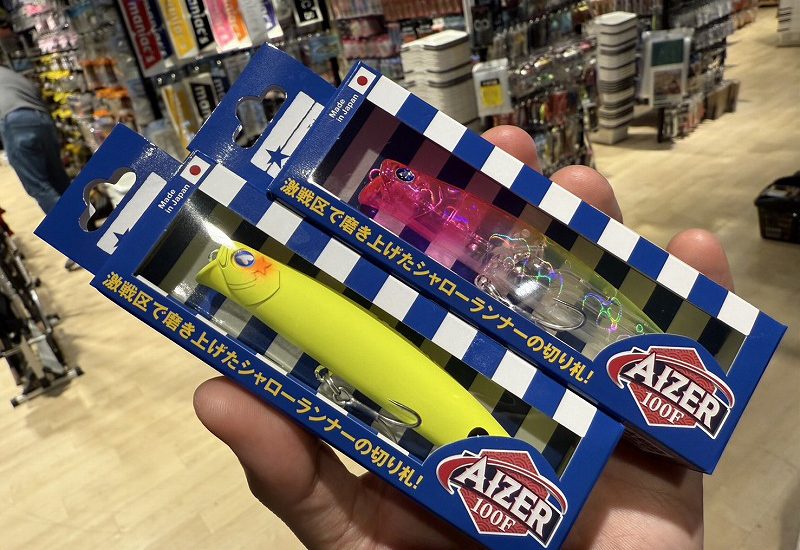 maniac's
Made
in Japan
激戦区で磨き上げたシャローランナーの切り札!
AIZER
100F
Made
in Japan
激戦区で磨き上げたシャローランナーの切り札!
AIZER
100F